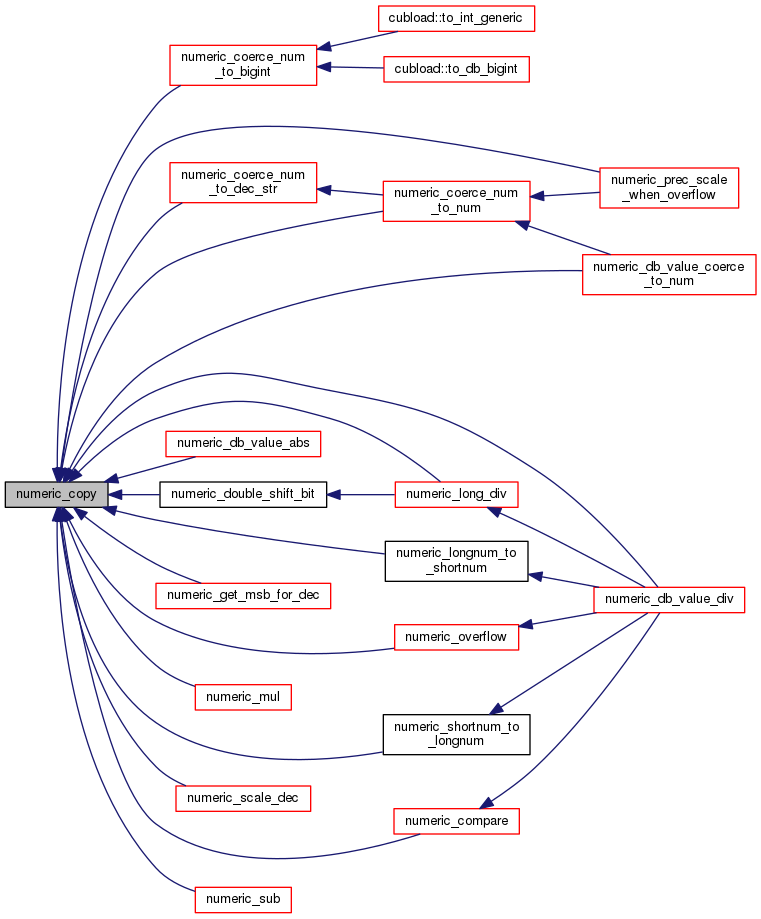 cubload::to_int_generic
numeric_coerce_num
_to_bigint
cubload::to_db_bigint
numeric_coerce_num
_to_dec_str
numeric_prec_scale
_when_overflow
numeric_coerce_num
_to_num
numeric_db_value_coerce
_to_num
numeric_db_value_abs
numeric_copy
numeric_double_shift_bit
numeric_long_div
numeric_longnum_to
_shortnum
numeric_get_msb_for_dec
numeric_db_value_div
numeric_overflow
numeric_mul
numeric_shortnum_to
_longnum
numeric_scale_dec
numeric_compare
numeric_sub